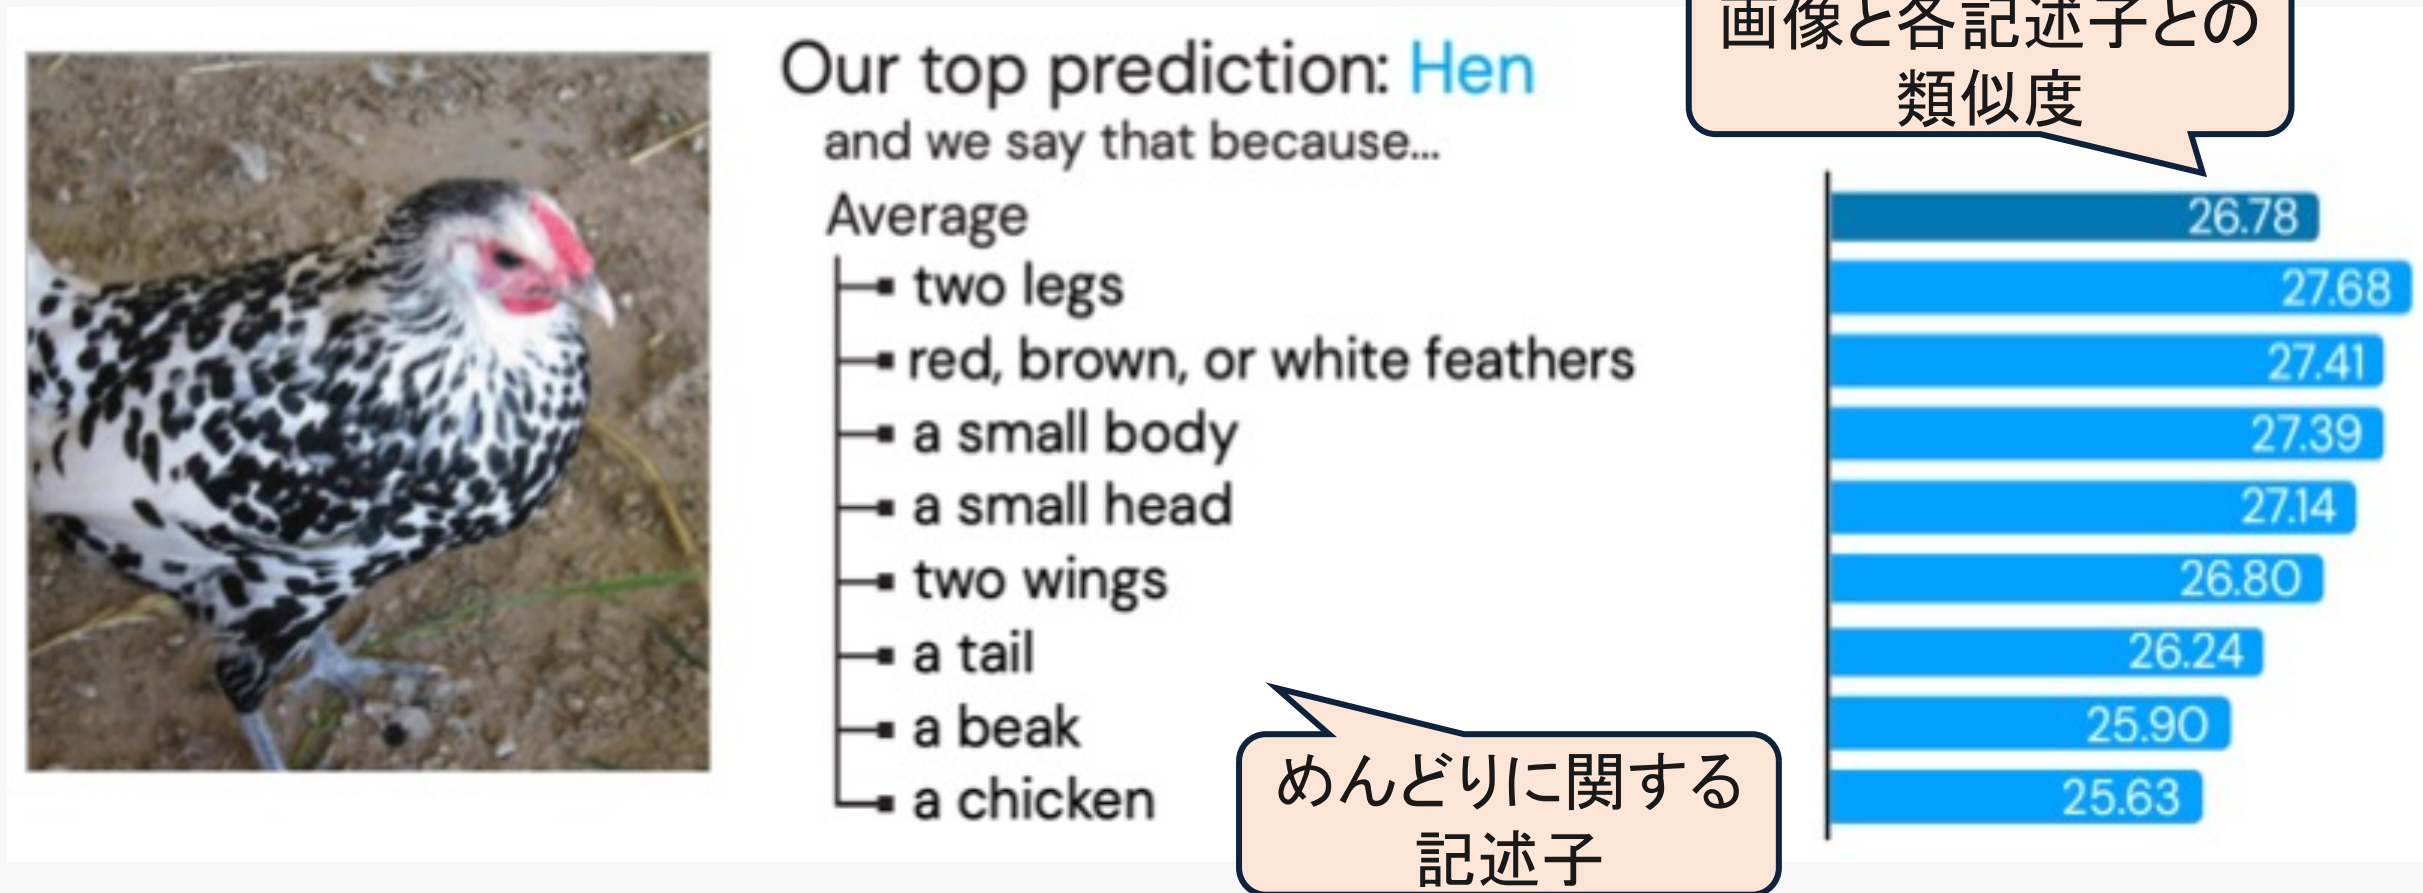 画像と各記述子との
類似度
Our top prediction: Hen
and we say that because...
Average 26.78
two legs 27.68
red, brown, or white feathers 27.41
a small body 27.39
a small head 27.14
two wings 26.80
a tail 26.24
a beak 25.90
a chicken 25.63
めんどりに関する
記述子